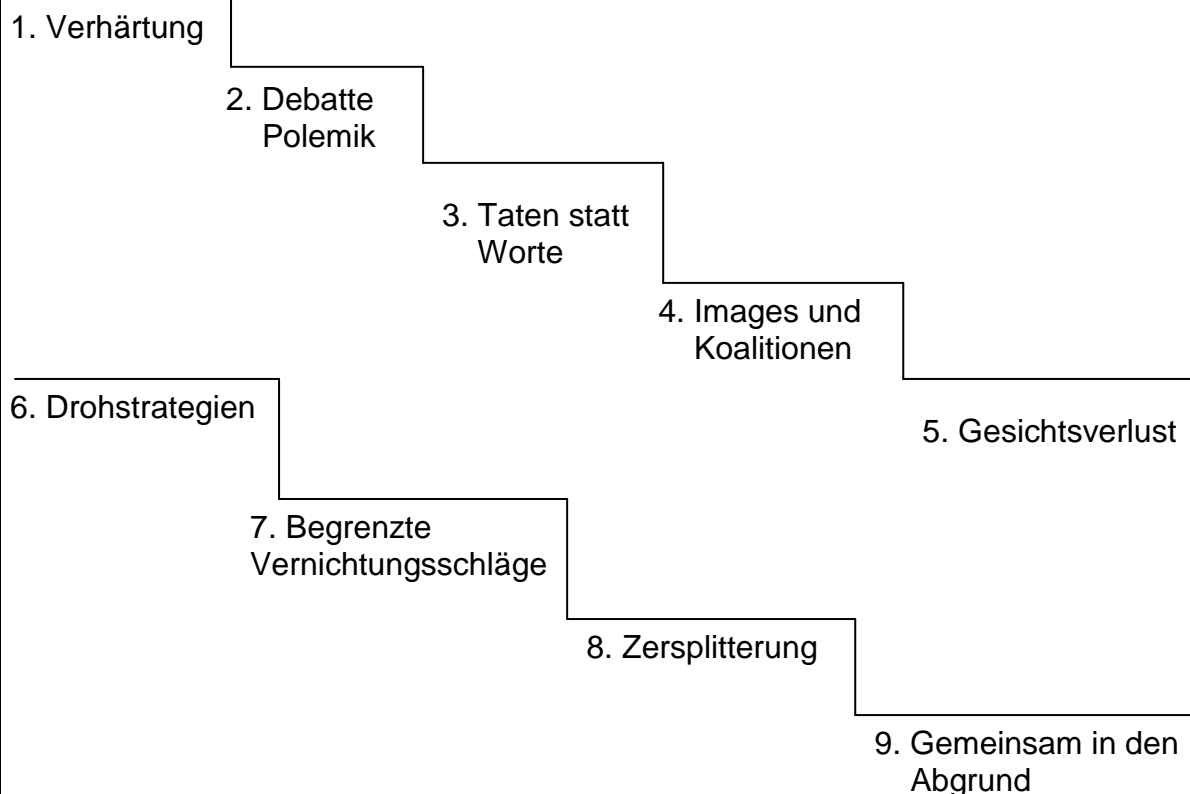 1. Verhärtung
2. Debatte
Polemik
3. Taten statt
Worte
4. Images und
Koalitionen
5. Gesichtsverlust
6. Drohstrategien
7. Begrenzte
Vernichtungsschläge
8. Zersplitterung
9. Gemeinsam in den
Abgrund